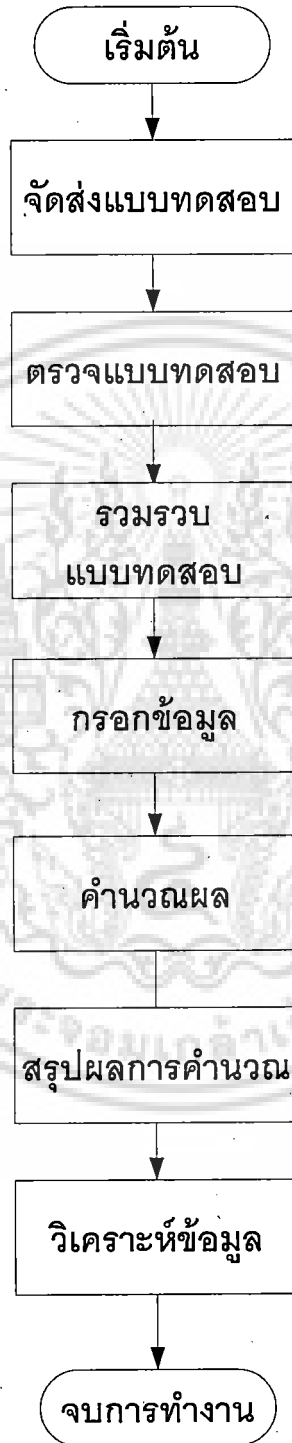 เริ่มต้น
จัดส่งแบบทดสอบ
ตรวจแบบทดสอบ
รวมรวบ
แบบทดสอบ
กรอกข้อมูล
คำนวณผล
สรุปผลการคำนวณ
วิเคราะห์ข้อมูล
จบการทำงาน